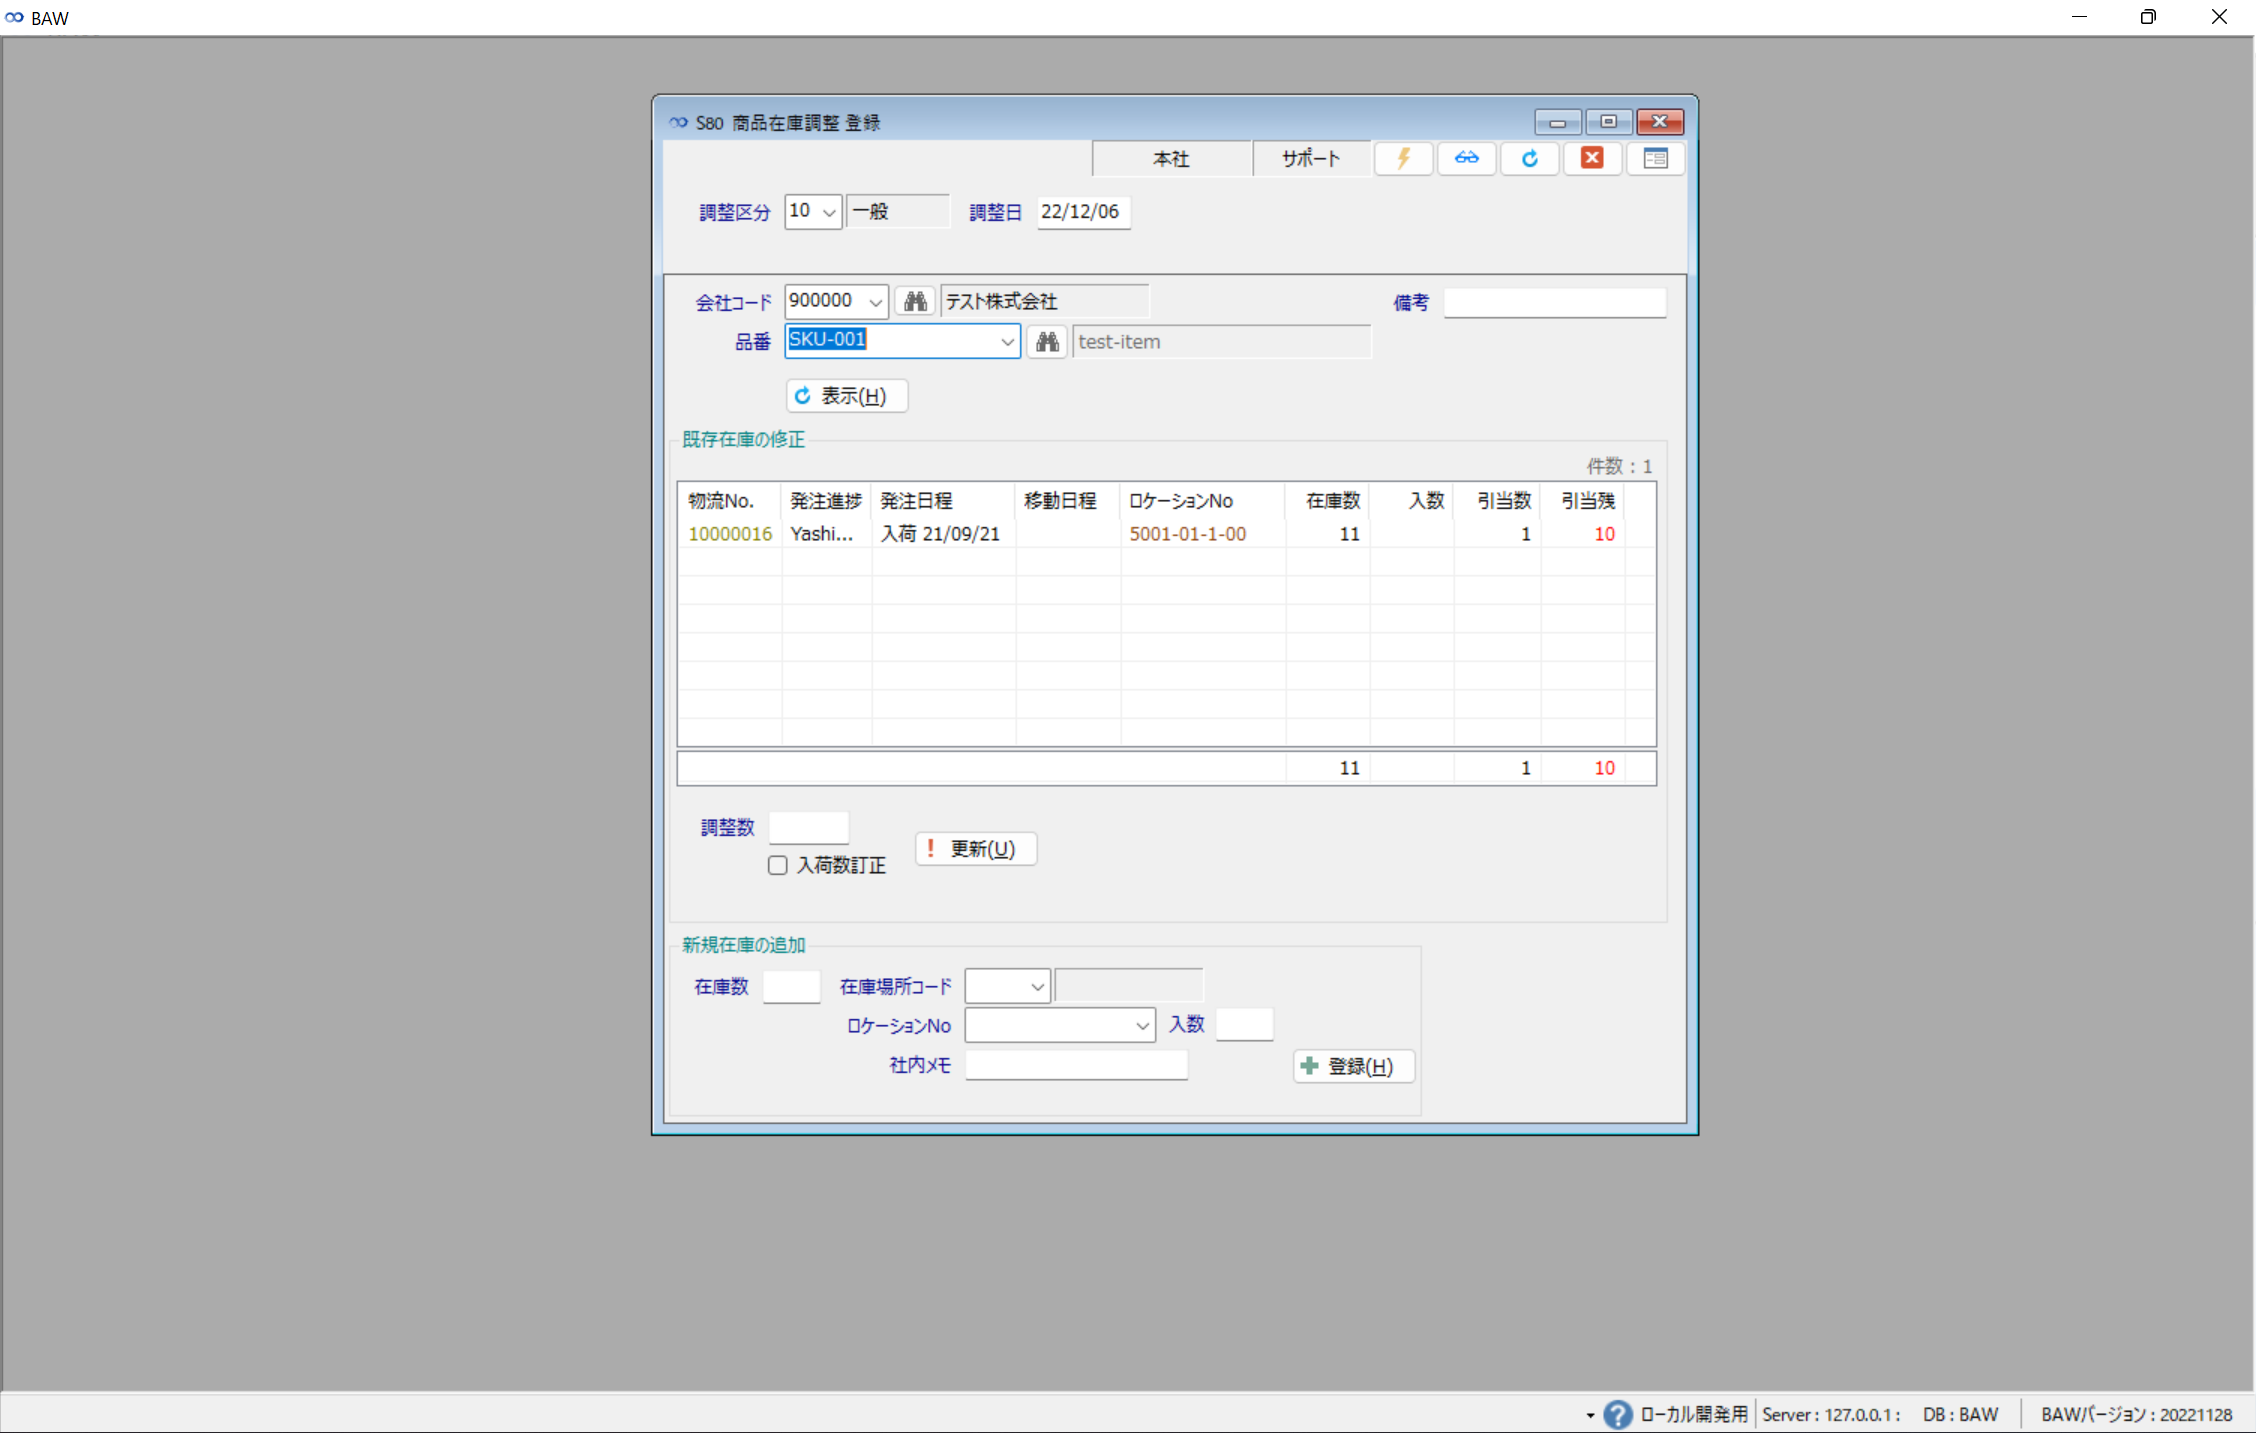 BAW
S80 商品在庫調整 登録
本社 サポート
調整区分 10 一般 調整日 22/12/06
会社コード 900000 テスト株式会社 備考
品番 SKU-001 test-item
表示(H)
既存在庫の修正
件数 : 1
物流No. 発注進捗 発注日程 移動日程 ロケーションNo 在庫数 入数 引当数 引当残
10000016 Yashi... 入荷 21/09/21 5001-01-1-00 11 1 10
11 1 10
調整数
更新(U)
入荷数訂正
新規在庫の追加
在庫数 在庫場所コード
ロケーションNo 入数
社内メモ
登録(H)
ローカル開発用 Server : 127.0.0.1 : DB : BAW BAWバージョン : 20221128